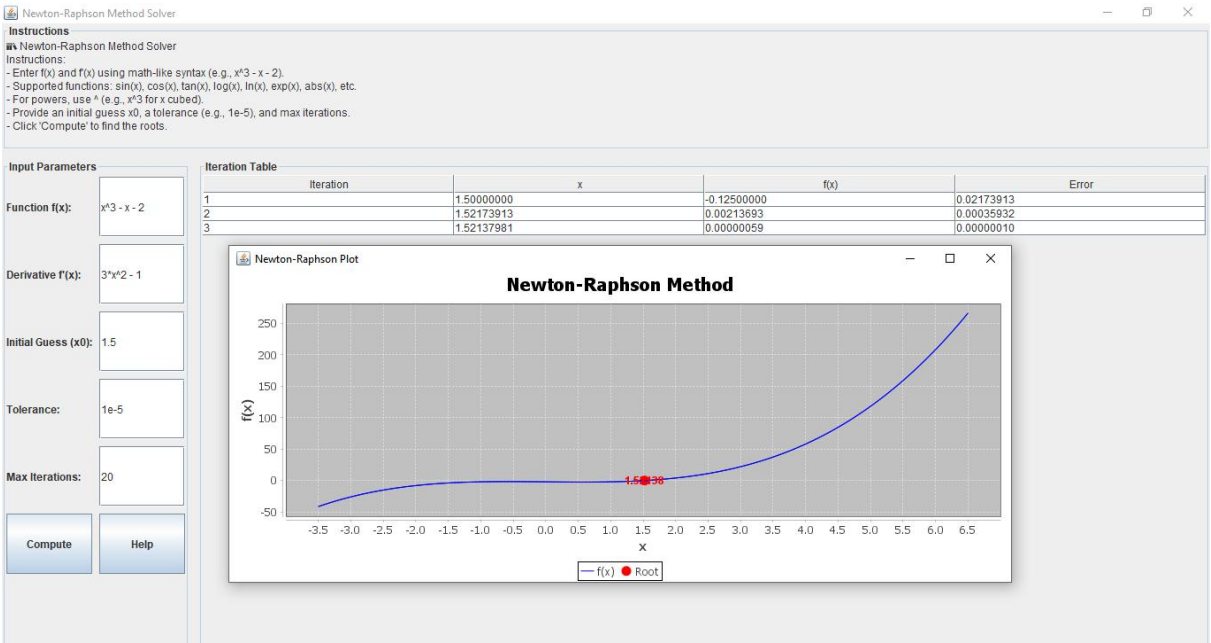 Newton-Raphson Method Solver
Instructions
Newton-Raphson Method Solver
Instructions:
- Enter f(x) and f'(x) using math-like syntax (e.g., x^3 - x - 2).
- Supported functions: sin(x), cos(x), tan(x), log(x), ln(x), exp(x), abs(x), etc.
- For powers, use ^ (e.g., x^3 for x cubed).
- Provide an initial guess x0, a tolerance (e.g., 1e-5), and max iterations.
- Click 'Compute' to find the roots.
Input Parameters
Function f(x): x^3 - x - 2
Derivative f'(x): 3*x^2 - 1
Initial Guess (x0): 1.5
Tolerance: 1e-5
Max Iterations: 20
Compute Help
Iteration Table
Iteration x f(x) Error
1 1.50000000 -0.12500000 0.02173913
2 1.52173913 0.00213693 0.00035932
3 1.52137981 0.00000059 0.00000010
Newton-Raphson Plot
Newton-Raphson Method
f(x)
250
200
150
100
50
0
-50
-3.5 -3.0 -2.5 -2.0 -1.5 -1.0 -0.5 0.0 0.5 1.0 1.5 2.0 2.5 3.0 3.5 4.0 4.5 5.0 5.5 6.0 6.5
x
f(x) Root